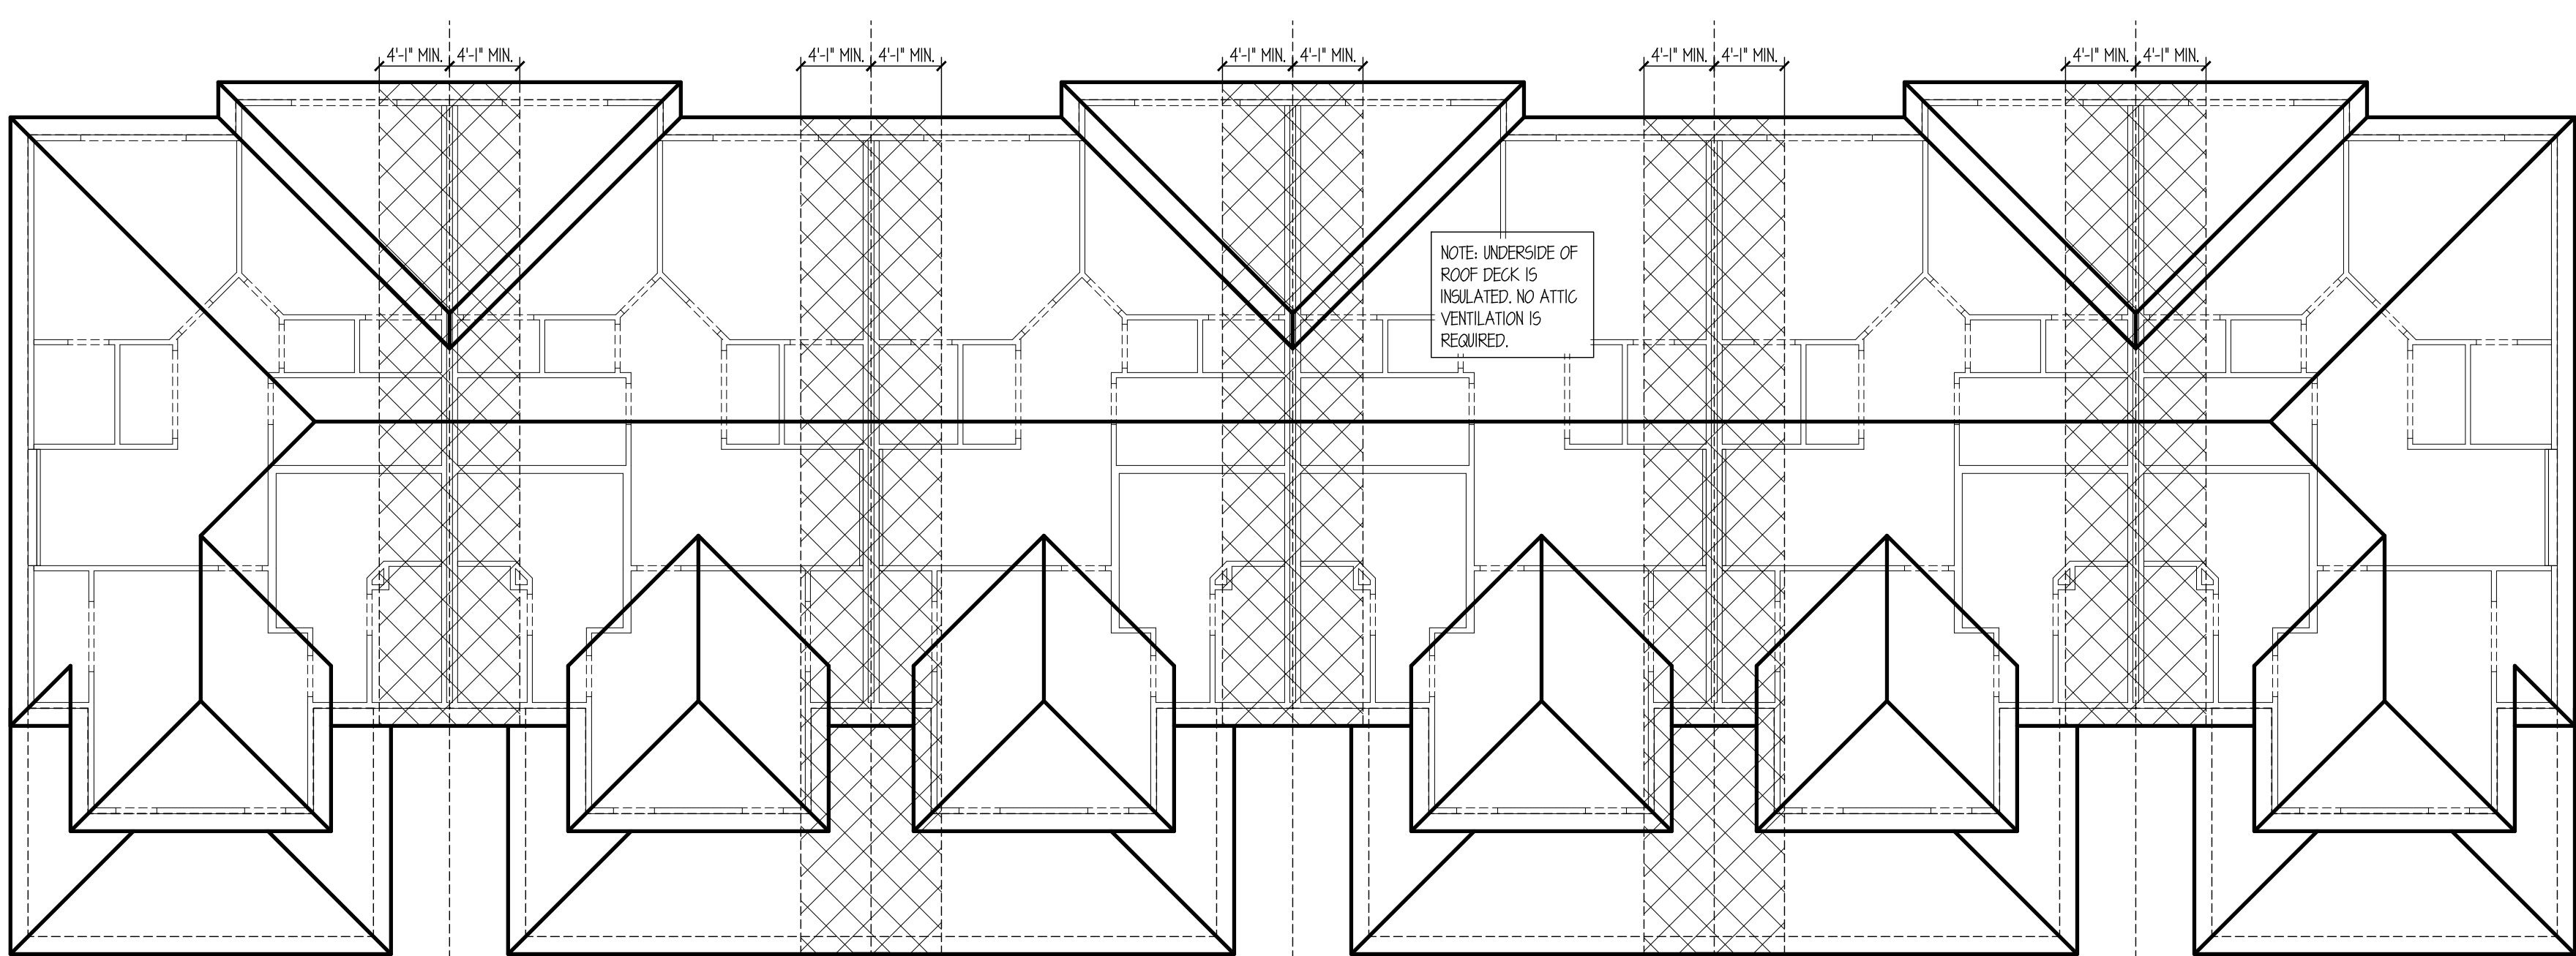 4'-1" MIN. 4'-1" MIN. 4'-1" MIN. 4'-1" MIN. 4'-1" MIN. 4'-1" MIN. 4'-1" MIN. 4'-1" MIN. 4'-1" MIN. 4'-1" MIN.
NOTE: UNDERSIDE OF
ROOF DECK IS
INSULATED. NO ATTIC
VENTILATION IS
REQUIRED.